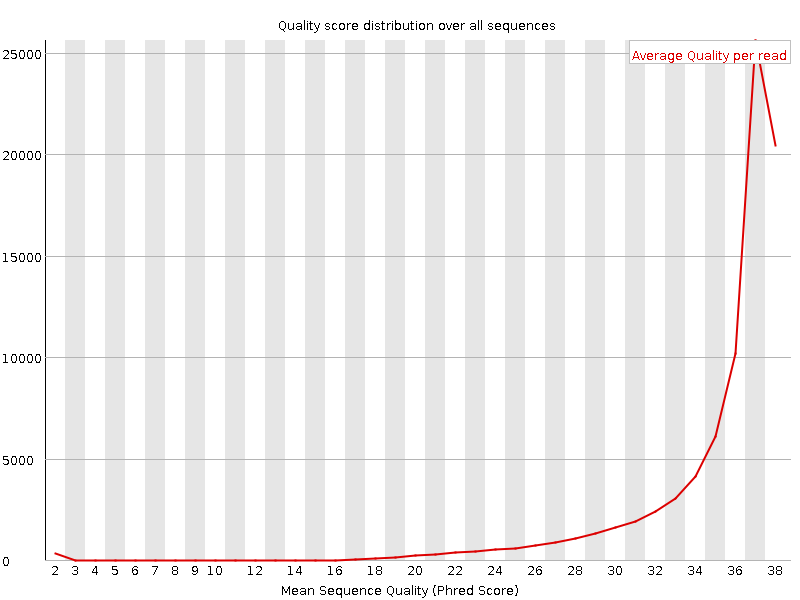 Quality score distribution over all sequences
25000
Average Quality per read
20000
15000
10000
5000
0
2 3 4 5 6 7 8 9 10 12 14 16 18 20 22 24 26 28 30 32 34 36 38
Mean Sequence Quality (Phred Score)